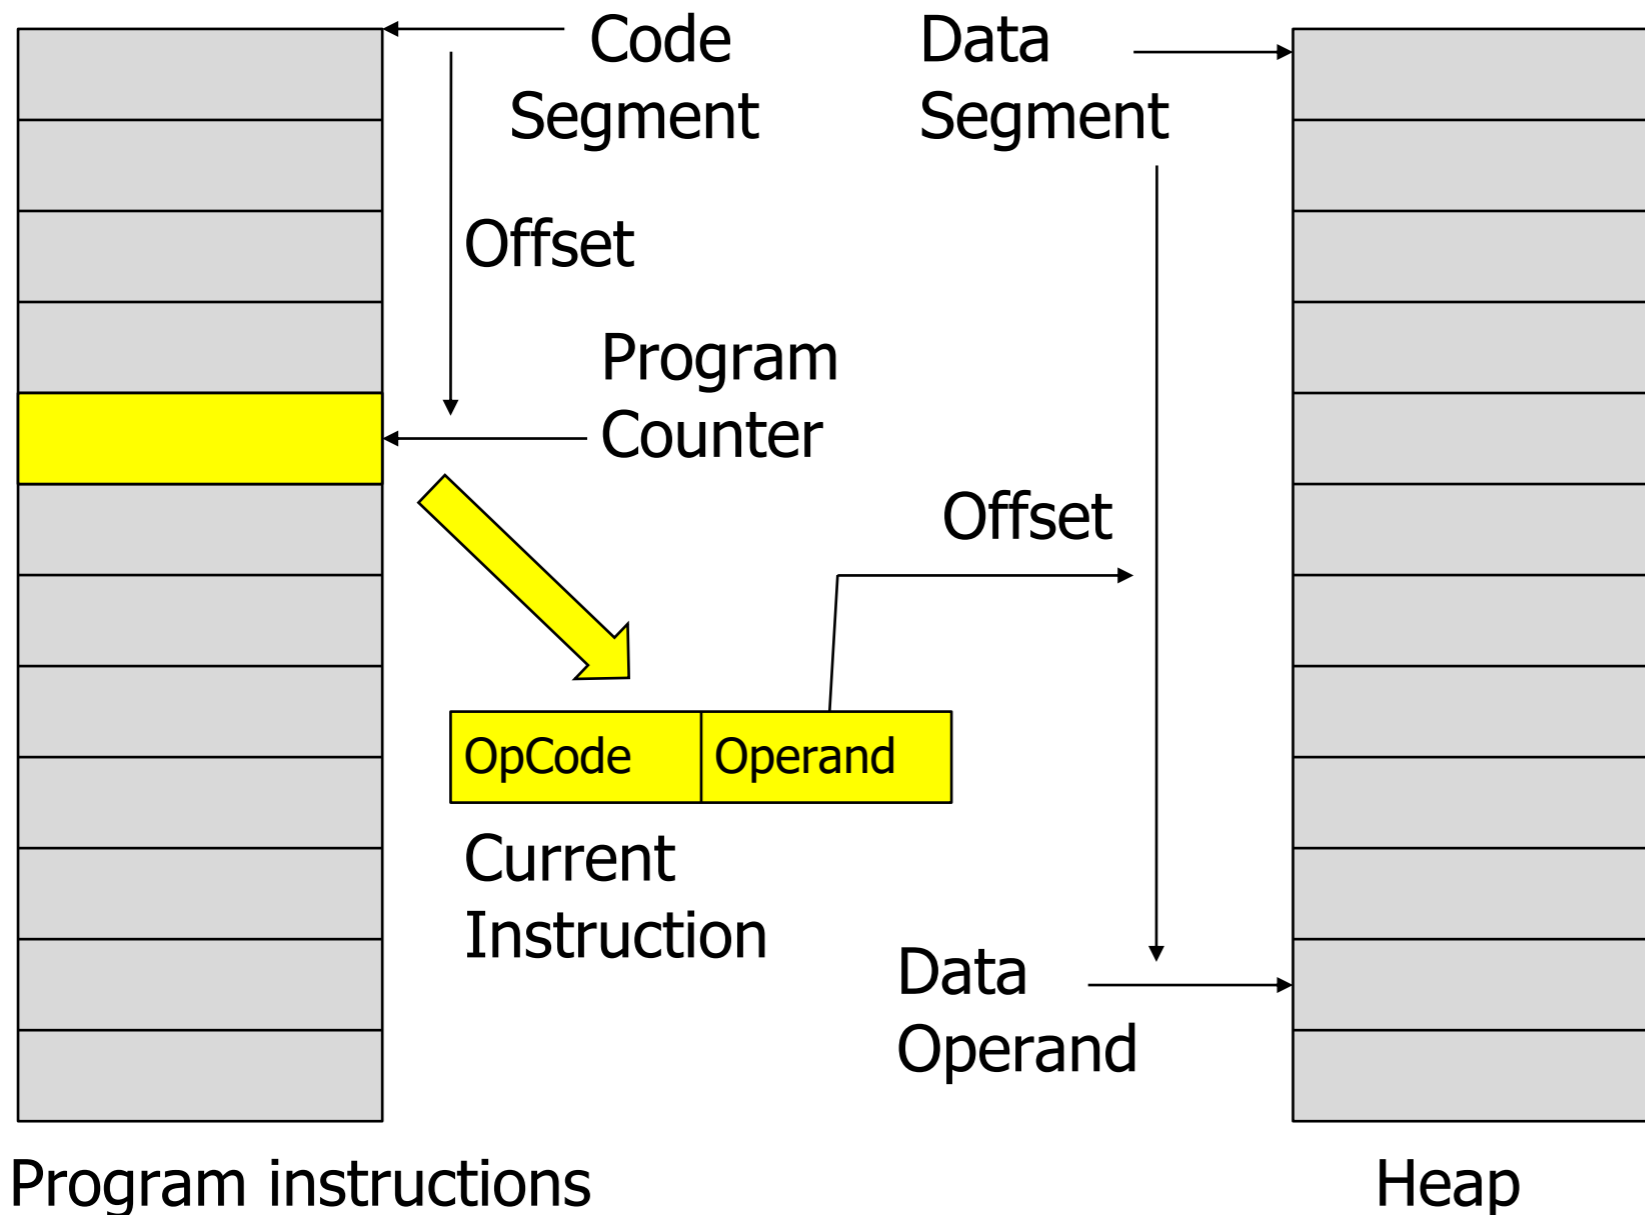 Code
Segment
Data
Segment
Offset
Program
Counter
Offset
OpCode
Operand
Current
Instruction
Data
Operand
Program instructions
Heap